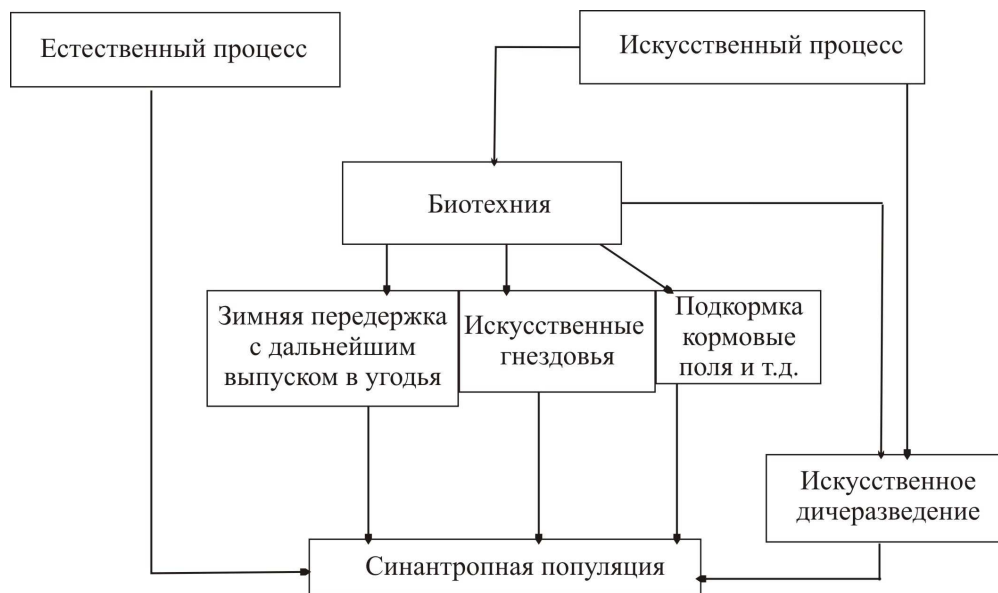 Естественный процесс
Искусственный процесс
Биотехния
Зимняя передержка
с дальнейшим
выпуском в угодья
Искусственные
гнездовья
Подкормка
кормовые
поля и т.д.
Искусственное
дичеразведение
Синантропная популяция